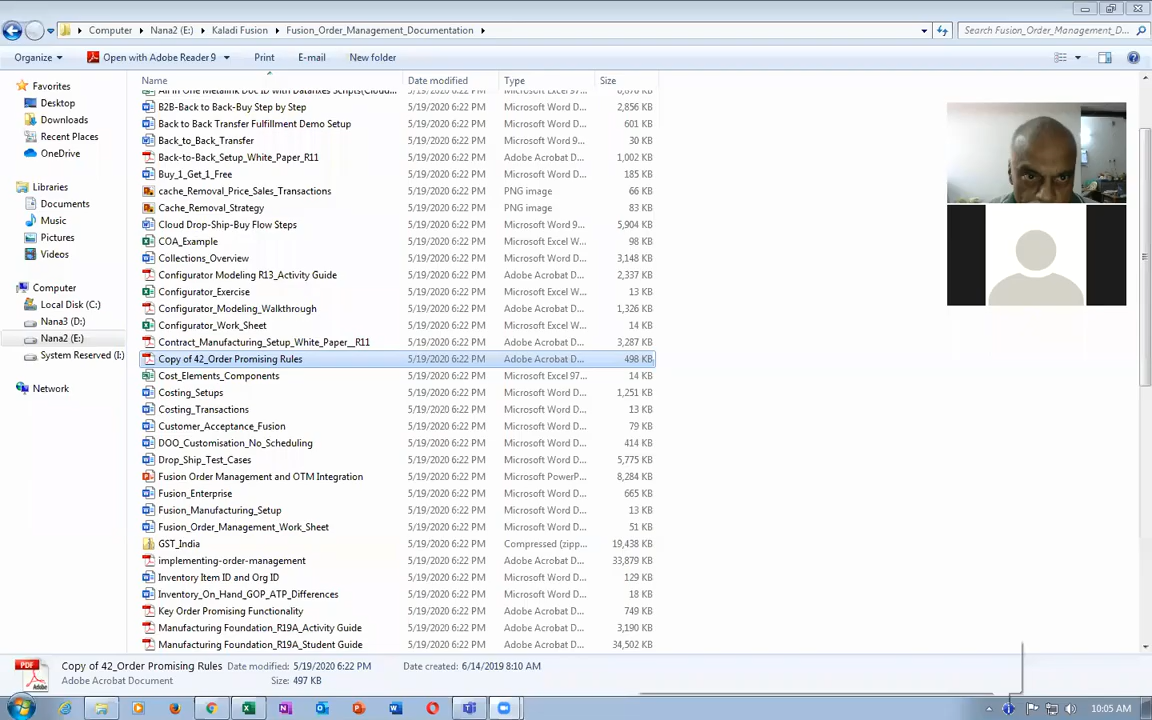 Computer ▸ Nana2 (E:) ▸ Kaladi Fusion ▸ Fusion_Order_Management_Documentation ▸ Search Fusion_Order_Management_D...
Organize Open with Adobe Reader 9 Print E-mail New folder
Favorites
Desktop
Downloads
Recent Places
OneDrive
Libraries
Documents
Music
Pictures
Videos
Computer
Local Disk (C:)
Nana3 (D:)
Nana2 (E:)
System Reserved (E:)
Network
Name Date modified Type Size
All in One Metalink Doc ID with Datafixes Scripts(Cloud... 5/19/2020 6:22 PM Microsoft Excel 97...
B2B-Back to Back-Buy Step by Step 5/19/2020 6:22 PM Microsoft Word D... 2,856 KB
Back to Back Transfer Fulfillment Demo Setup 5/19/2020 6:22 PM Microsoft Word D... 601 KB
Back_to_Back_Transfer 5/19/2020 6:22 PM Microsoft Word 9... 30 KB
Back-to-Back_Setup_White_Paper_R11 5/19/2020 6:22 PM Adobe Acrobat D... 1,002 KB
Buy_1_Get_1_Free 5/19/2020 6:22 PM Microsoft Word D... 185 KB
cache_Removal_Price_Sales_Transactions 5/19/2020 6:22 PM PNG image 66 KB
Cache_Removal_Strategy 5/19/2020 6:22 PM PNG image 83 KB
Cloud Drop-Ship-Buy Flow Steps 5/19/2020 6:22 PM Microsoft Word 9... 5,904 KB
COA_Example 5/19/2020 6:22 PM Microsoft Excel W... 98 KB
Collections_Overview 5/19/2020 6:22 PM Microsoft Word D... 3,148 KB
Configurator Modeling R13_Activity Guide 5/19/2020 6:22 PM Adobe Acrobat D... 2,337 KB
Configurator_Exercise 5/19/2020 6:22 PM Microsoft Excel W... 13 KB
Configurator_Modeling_Walkthrough 5/19/2020 6:22 PM Adobe Acrobat D... 1,326 KB
Configurator_Work_Sheet 5/19/2020 6:22 PM Microsoft Excel W... 14 KB
Contract_Manufacturing_Setup_White_Paper__R11 5/19/2020 6:22 PM Adobe Acrobat D... 3,287 KB
Copy of 42_Order Promising Rules 5/19/2020 6:22 PM Adobe Acrobat D... 498 KB
Cost_Elements_Components 5/19/2020 6:22 PM Microsoft Excel 97... 14 KB
Costing_Setups 5/19/2020 6:22 PM Microsoft Word D... 1,251 KB
Costing_Transactions 5/19/2020 6:22 PM Microsoft Word D... 13 KB
Customer_Acceptance_Fusion 5/19/2020 6:22 PM Microsoft Word D... 79 KB
DOO_Customisation_No_Scheduling 5/19/2020 6:22 PM Microsoft Word D... 414 KB
Drop_Ship_Test_Cases 5/19/2020 6:22 PM Microsoft Word D... 5,775 KB
Fusion Order Management and OTM Integration 5/19/2020 6:22 PM Microsoft PowerP... 8,284 KB
Fusion_Enterprise 5/19/2020 6:22 PM Microsoft Word D... 665 KB
Fusion_Manufacturing_Setup 5/19/2020 6:22 PM Microsoft Word D... 13 KB
Fusion_Order_Management_Work_Sheet 5/19/2020 6:22 PM Microsoft Word D... 51 KB
GST_India 5/19/2020 6:22 PM Compressed (zipp... 19,438 KB
implementing-order-management 5/19/2020 6:22 PM Adobe Acrobat D... 33,879 KB
Inventory Item ID and Org ID 5/19/2020 6:22 PM Microsoft Word D... 129 KB
Inventory_On_Hand_GOP_ATP_Differences 5/19/2020 6:22 PM Microsoft Word D... 18 KB
Key Order Promising Functionality 5/19/2020 6:22 PM Adobe Acrobat D... 749 KB
Manufacturing Foundation_R19A_Activity Guide 5/19/2020 6:22 PM Adobe Acrobat D... 3,190 KB
Manufacturing Foundation_R19A_Student Guide 5/19/2020 6:22 PM Adobe Acrobat D... 34,502 KB
PDF Copy of 42_Order Promising Rules Date modified: 5/19/2020 6:22 PM Date created: 6/14/2019 8:10 AM
Adobe Adobe Acrobat Document Size: 497 KB
10:05 AM